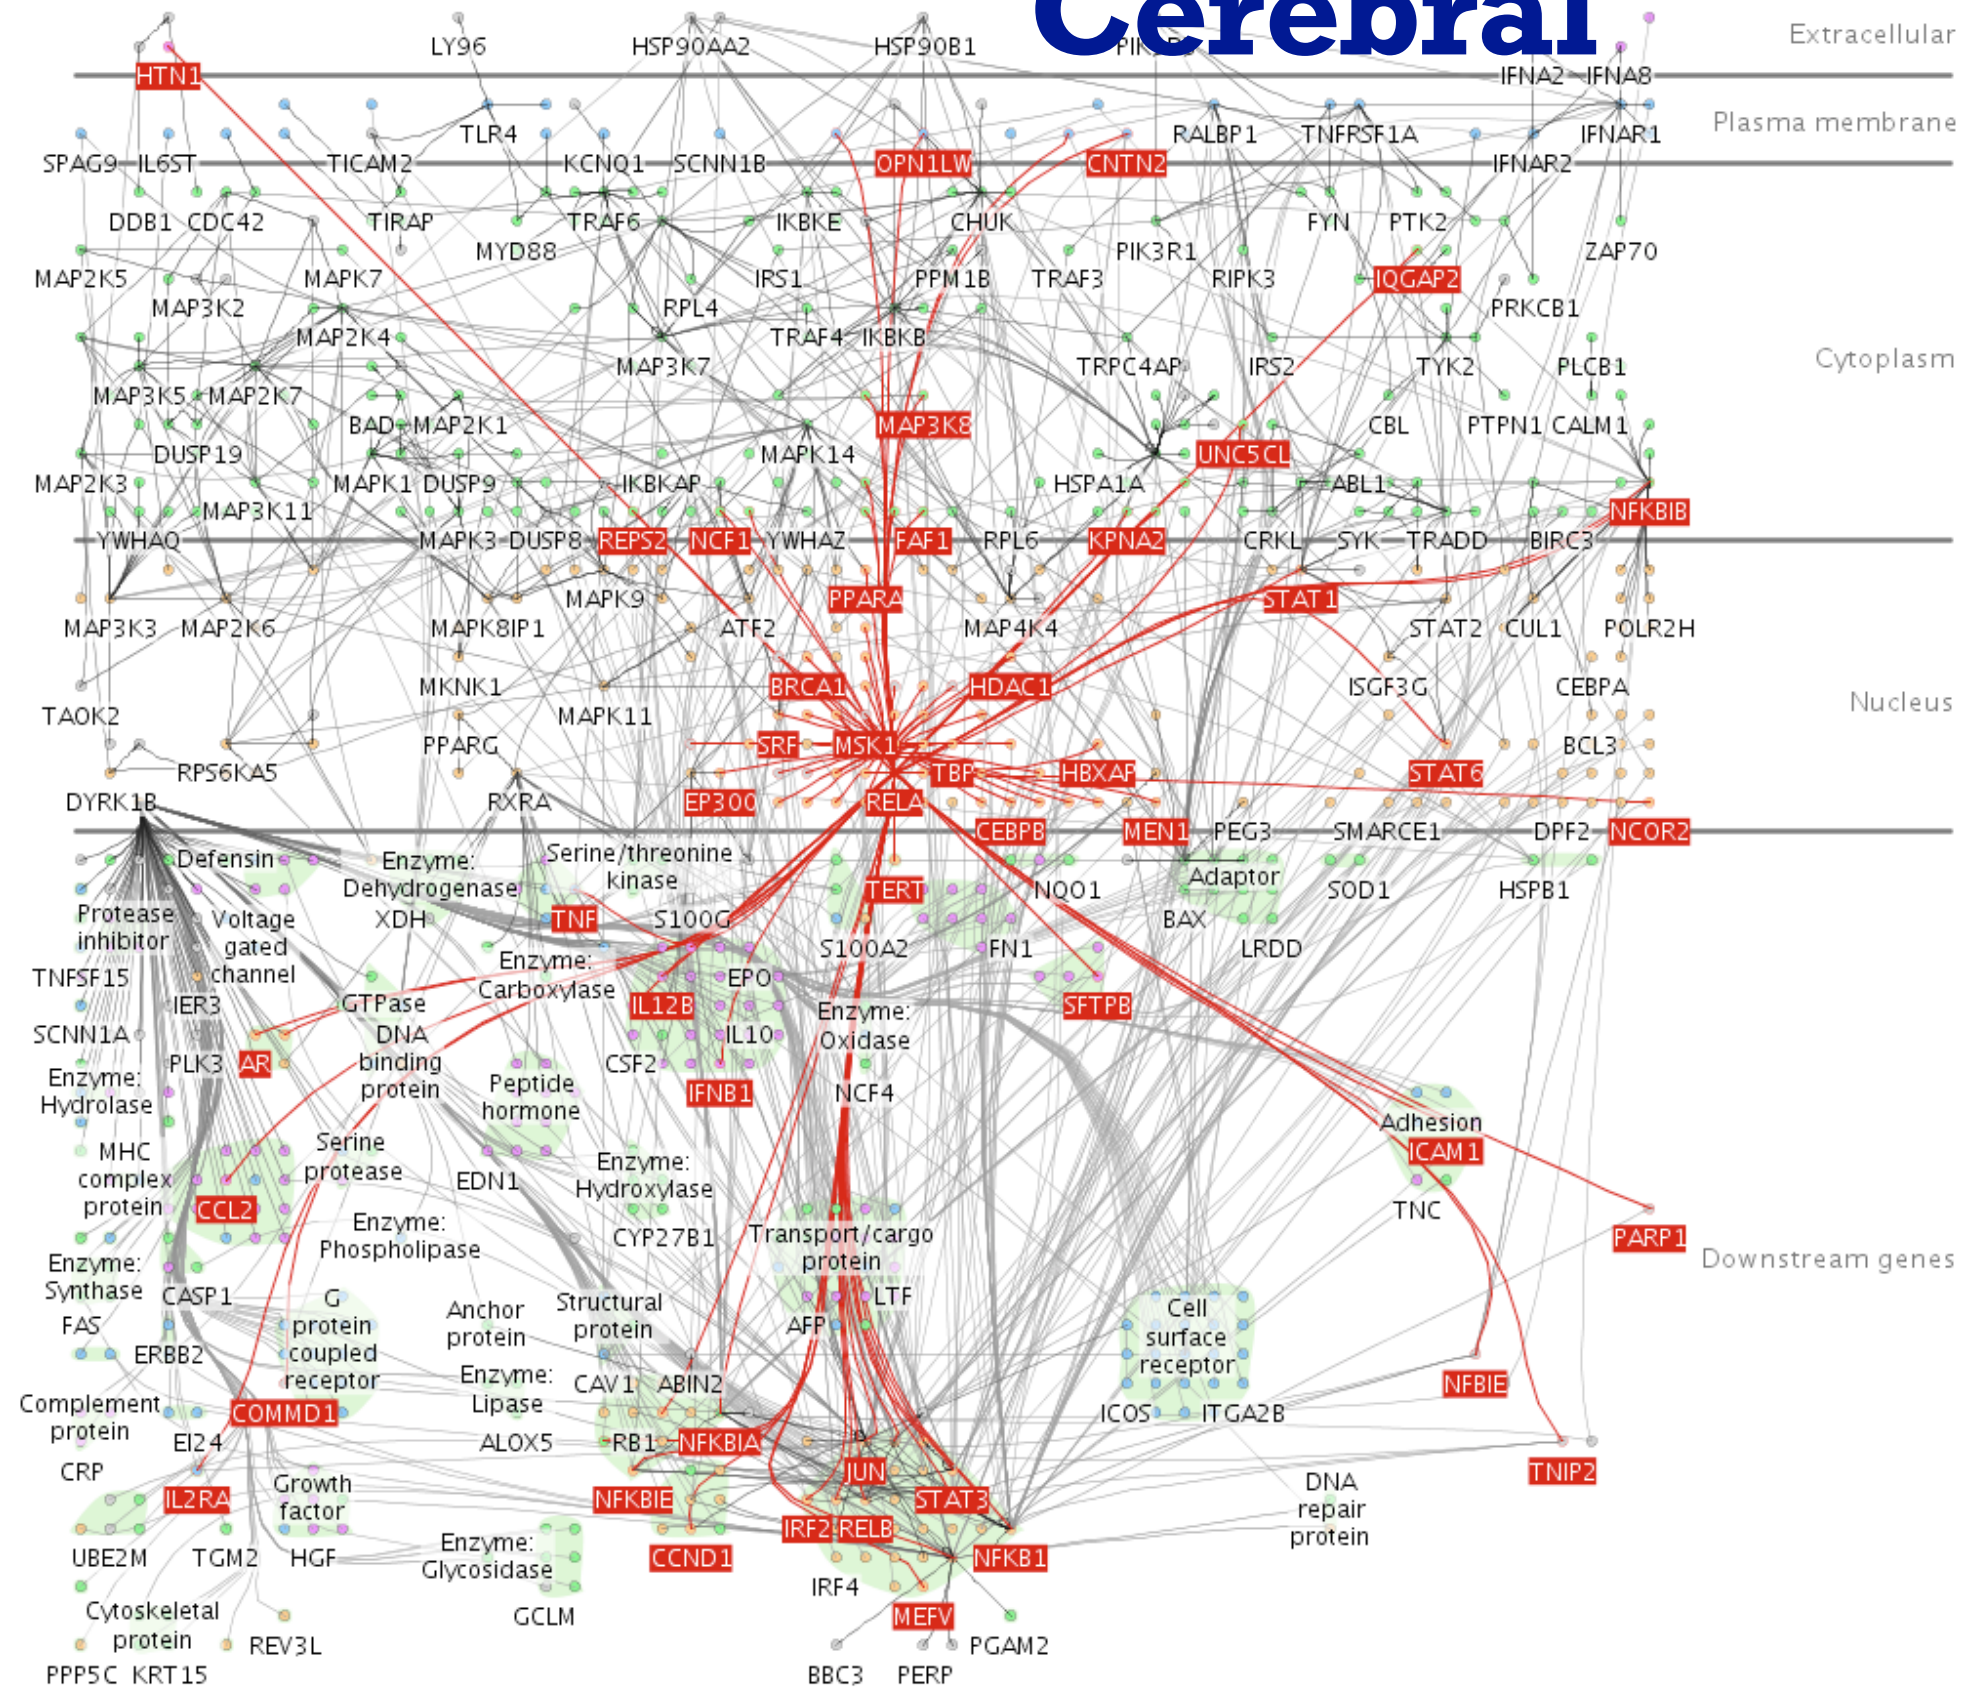 Cerebral
Extracellular
LY96 HSP90AA2 HSP90B1
HTN1 IFNA2 IFNA8
Plasma membrane
TLR4 RALBP1 TNFRSF1A IFNAR1
SPAG9 IL6ST TICAM2 KCNQ1 SCNN1B OPN1LW CNTN2 IFNAR2
DDB1 CDC42 TIRAP TRAF6 IKBKE CHUK FYN PTK2
MYD88 PIK3R1 ZAP70
MAP2K5 MAPK7 IRS1 PPM1B TRAF3 RIPK3 IQGAP2
MAP3K2 RPL4 PRKCB1
MAP2K4 TRAF4 IKBKB
Cytoplasm
MAP3K7 TRPC4AP IRS2 TYK2 PLCB1
MAP3K5 MAP2K7
BAD MAP2K1 MAP3K8 CBL PTPN1 CALM1
DUSP19 MAPK14 UNC5CL
MAP2K3 MAPK1 DUSP9 IKBKAP HSPA1A ABL1
MAP3K11 NFKBIB
YWHAQ MAPK3 DUSP8 REPS2 NCF1 YWHAZ FAF1 RPL6 KPNA2 CRKL SYK TRADD BIRC3
MAPK9 PPARA STAT1
MAP3K3 MAP2K6 MAPK8IP1 ATF2 MAP4K4 STAT2 CUL1 POLR2H
MKNK1 BRCA1 HDAC1 ISGF3G CEBPA
Nucleus
TAOK2 MAPK11
PPARG SRF MSK1 BCL3
RPS6KA5 TBP HBXAP STAT6
DYRK1B RXRA EP300 RELA
CEBPB MEN1 PEG3 SMARCE1 DPF2 NCOR2
Defensin Enzyme:
Dehydrogenase Serine/threonine
kinase Adaptor
TERT NQO1 SOD1 HSPB1
Protease
inhibitor Voltage
gated
channel XDH TNF S100G BAX
S100A2 FN1 LRDD
TNFSF15 Enzyme:
Carboxylase EPO
IER3 GTPase IL12B Enzyme:
Oxidase SFTPB
SCNN1A DNA
binding
protein IL10
PLK3 AR CSF2
Enzyme:
Hydrolase Peptide
hormone IFNB1 NCF4
Adhesion
MHC
complex
protein Serine
protease ICAM1
EDN1 Enzyme:
Hydroxylase
CCL2 TNC
Enzyme:
Phospholipase CYP27B1 Transport/cargo
protein PARP1
Downstream genes
Enzyme:
Synthase CASP1 G
protein
coupled
receptor LTF
FAS Anchor
protein Structural
protein AFP Cell
surface
receptor
ERBB2
CAV1 ABIN2 NFBIE
Complement
protein COMMD1 Enzyme:
Lipase ICOS ITGA2B
EI24 ALOX5 RB1 NFKBIA
CRP JUN TNIP2
IL2RA Growth
factor NFKBIE STAT3 DNA
repair
protein
IRF2 RELB
UBE2M TGM2 HGF Enzyme:
Glycosidase CCND1 NFKB1
IRF4
Cytoskeletal
protein GCLM MEFV
REV3L PGAM2
PPP5C KRT15 BBC3 PERP